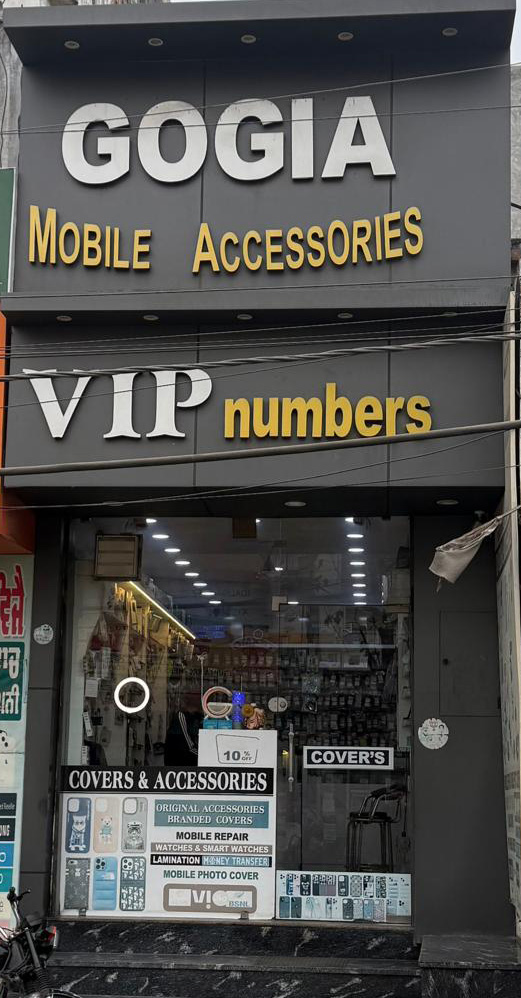 GOGIA
MOBILE ACCESSORIES
VIP numbers
10 % OFF
COVER'S
COVERS & ACCESSORIES
ORIGINAL ACCESSORIES
BRANDED COVERS
MOBILE REPAIR
WATCHES & SMART WATCHES
LAMINATION MONEY TRANSFER
MOBILE PHOTO COVER
BSNL